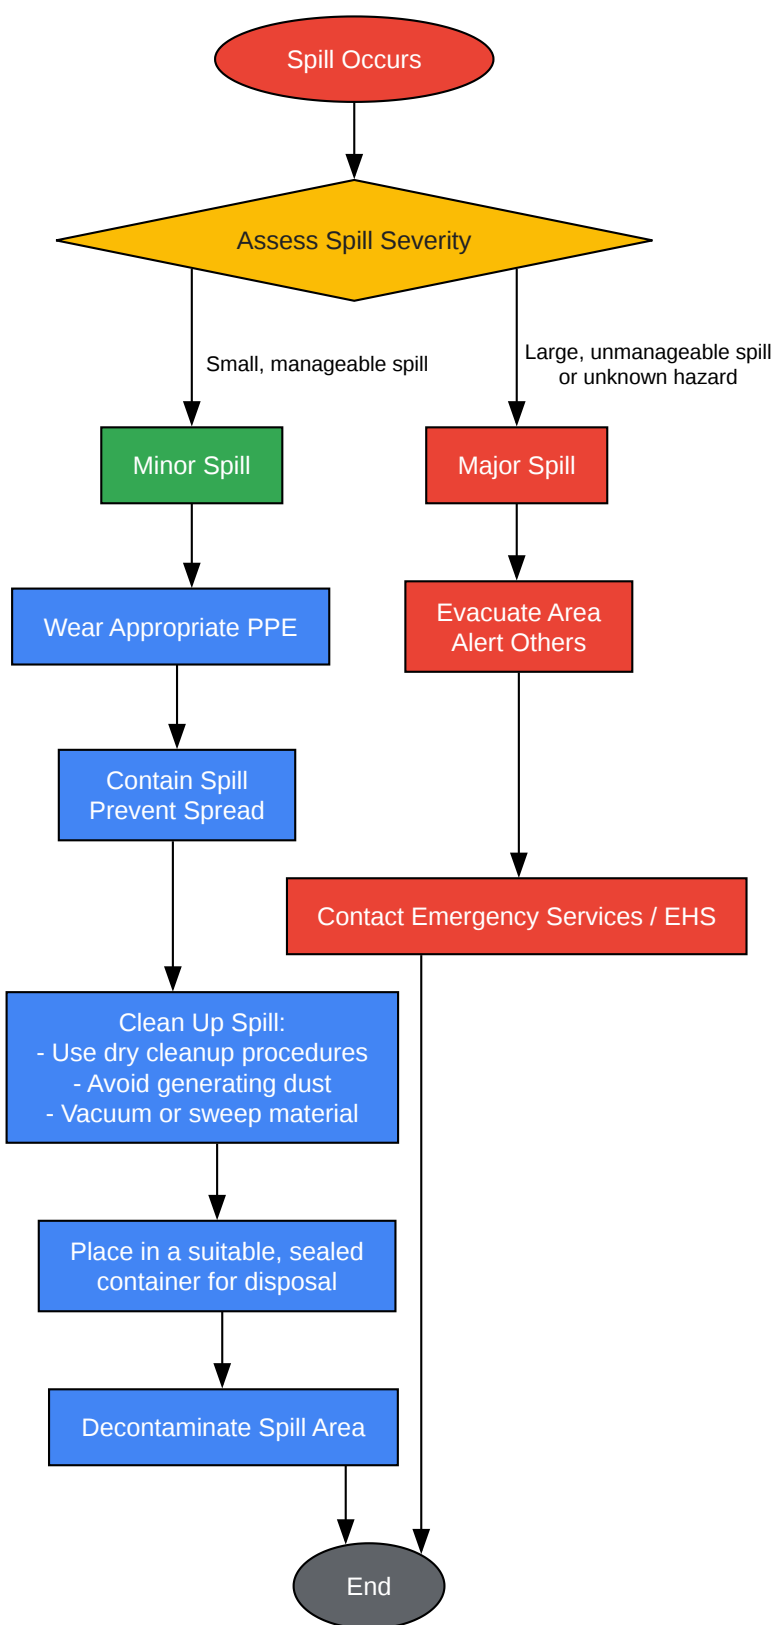 Spill Occurs
Assess Spill Severity
Small, manageable spill
Large, unmanageable spill
or unknown hazard
Minor Spill
Major Spill
Wear Appropriate PPE
Evacuate Area
Alert Others
Contain Spill
Prevent Spread
Contact Emergency Services / EHS
Clean Up Spill:
- Use dry cleanup procedures
- Avoid generating dust
- Vacuum or sweep material
Place in a suitable, sealed
container for disposal
Decontaminate Spill Area
End